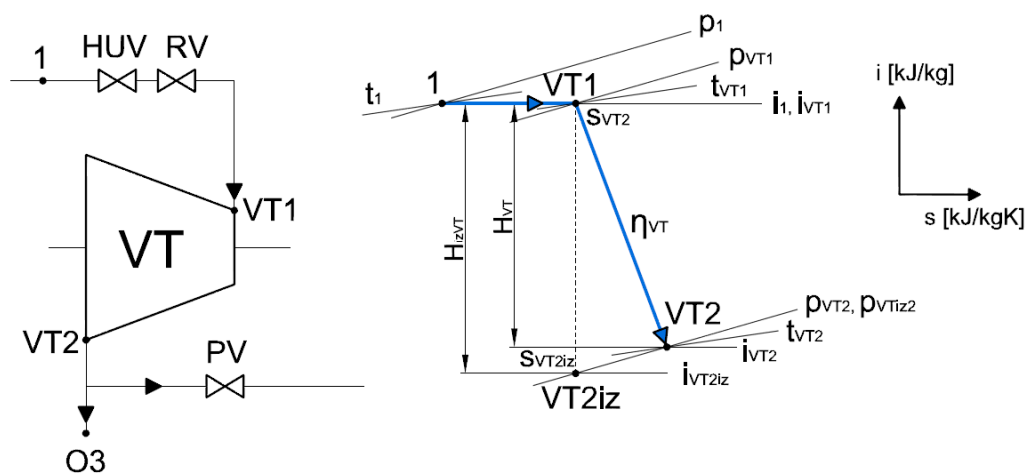 1
HUV
RV
VT1
VT
VT2
PV
O3
p1
pVT1
tVT1
t1
1
VT1
i1, iVT1
sVT2
HizVT
HVT
ηVT
VT2
pVT2, pVTiz2
tVT2
iVT2
sVT2iz
iVT2iz
VT2iz
i [kJ/kg]
s [kJ/kgK]